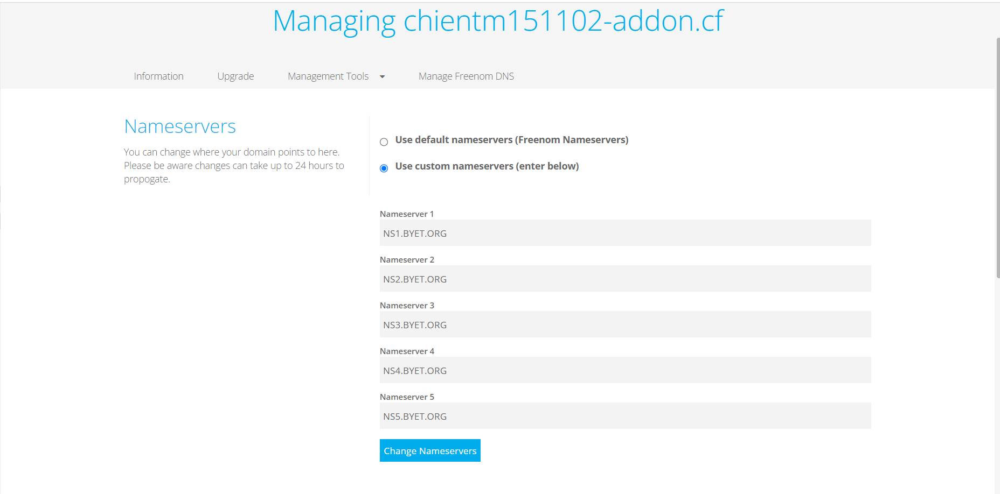 Managing chientm151102-addon.cf
Information
Upgrade
Management Tools
Manage Freenom DNS
Nameservers
You can change where your domain points to here.
Please be aware changes can take up to 24 hours to
propogate.
Use default nameservers (Freenom Nameservers)
Use custom nameservers (enter below)
Nameserver 1
NS1.BYET.ORG
Nameserver 2
NS2.BYET.ORG
Nameserver 3
NS3.BYET.ORG
Nameserver 4
NS4.BYET.ORG
Nameserver 5
NS5.BYET.ORG
Change Nameservers